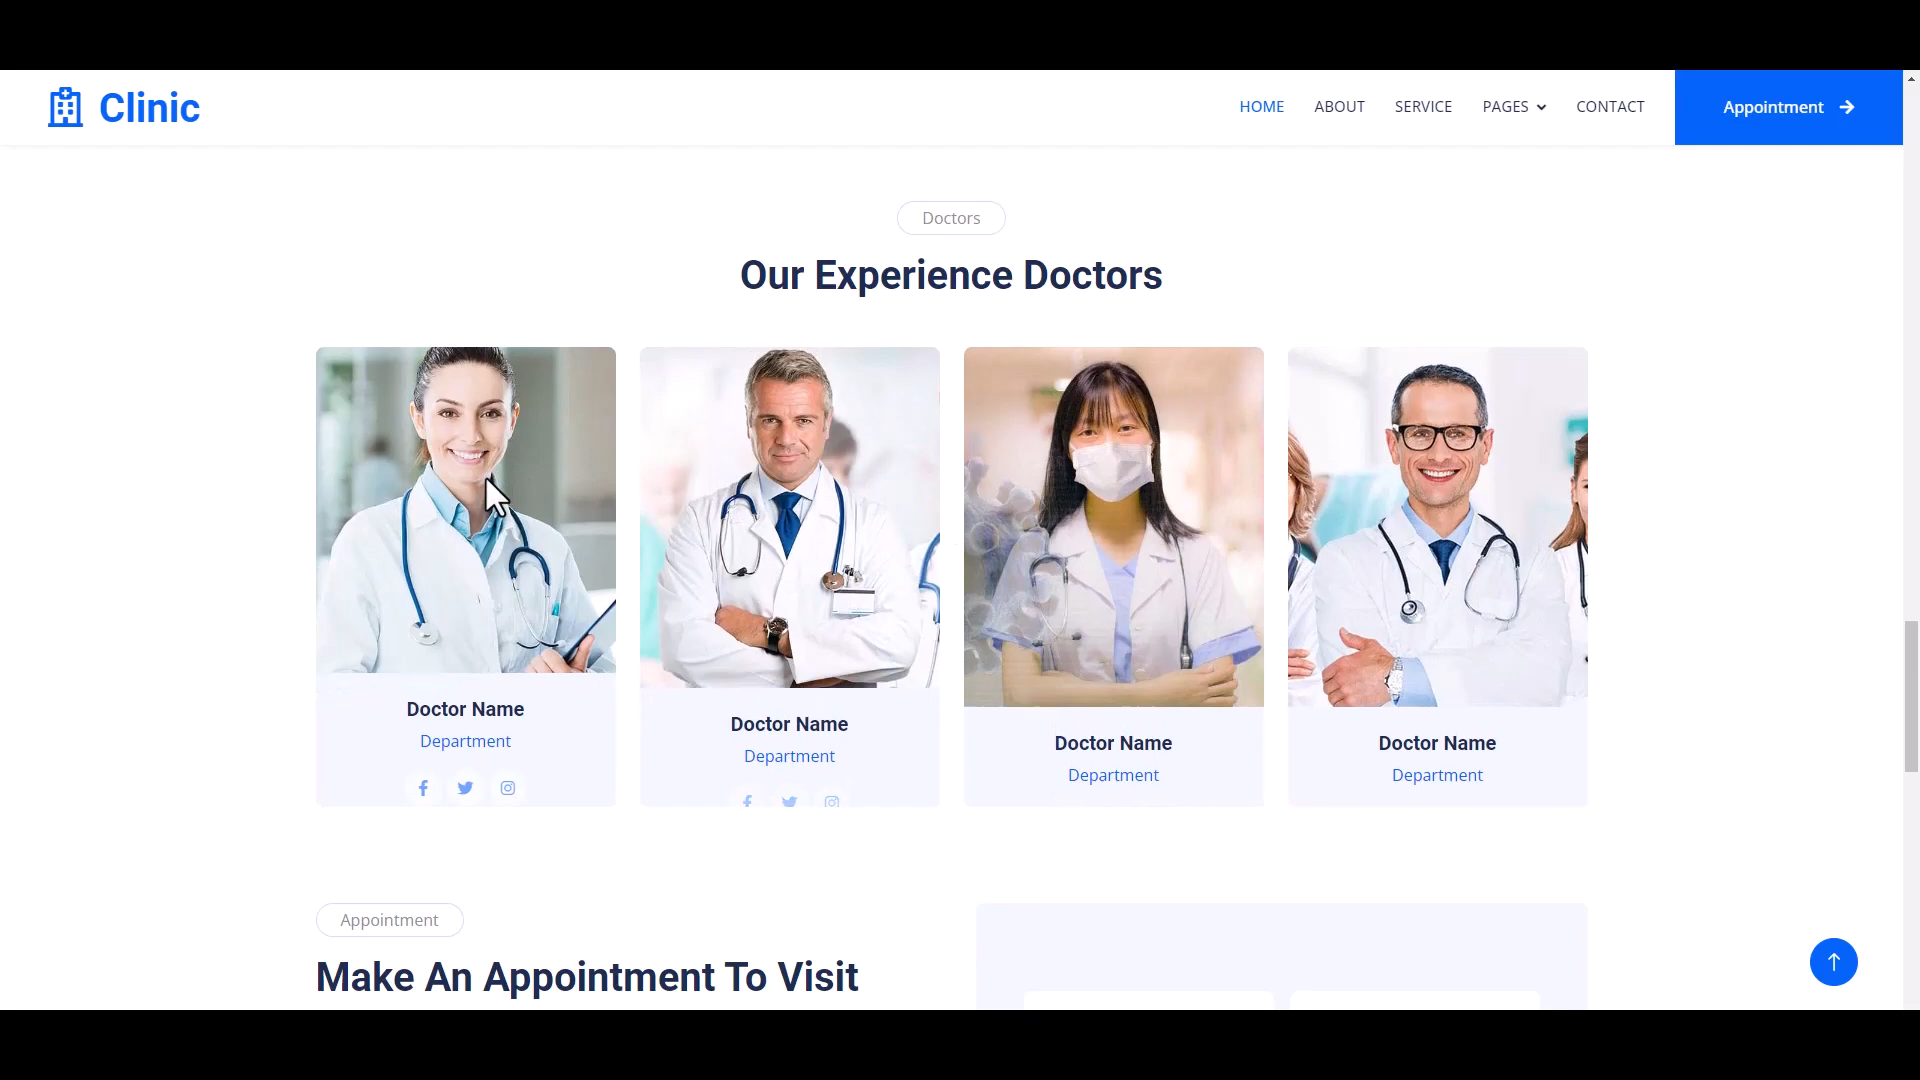 Clinic
HOME ABOUT SERVICE PAGES CONTACT Appointment
Doctors
Our Experience Doctors
Doctor Name
Department
Doctor Name
Department
Doctor Name
Department
Doctor Name
Department
Appointment
Make An Appointment To Visit